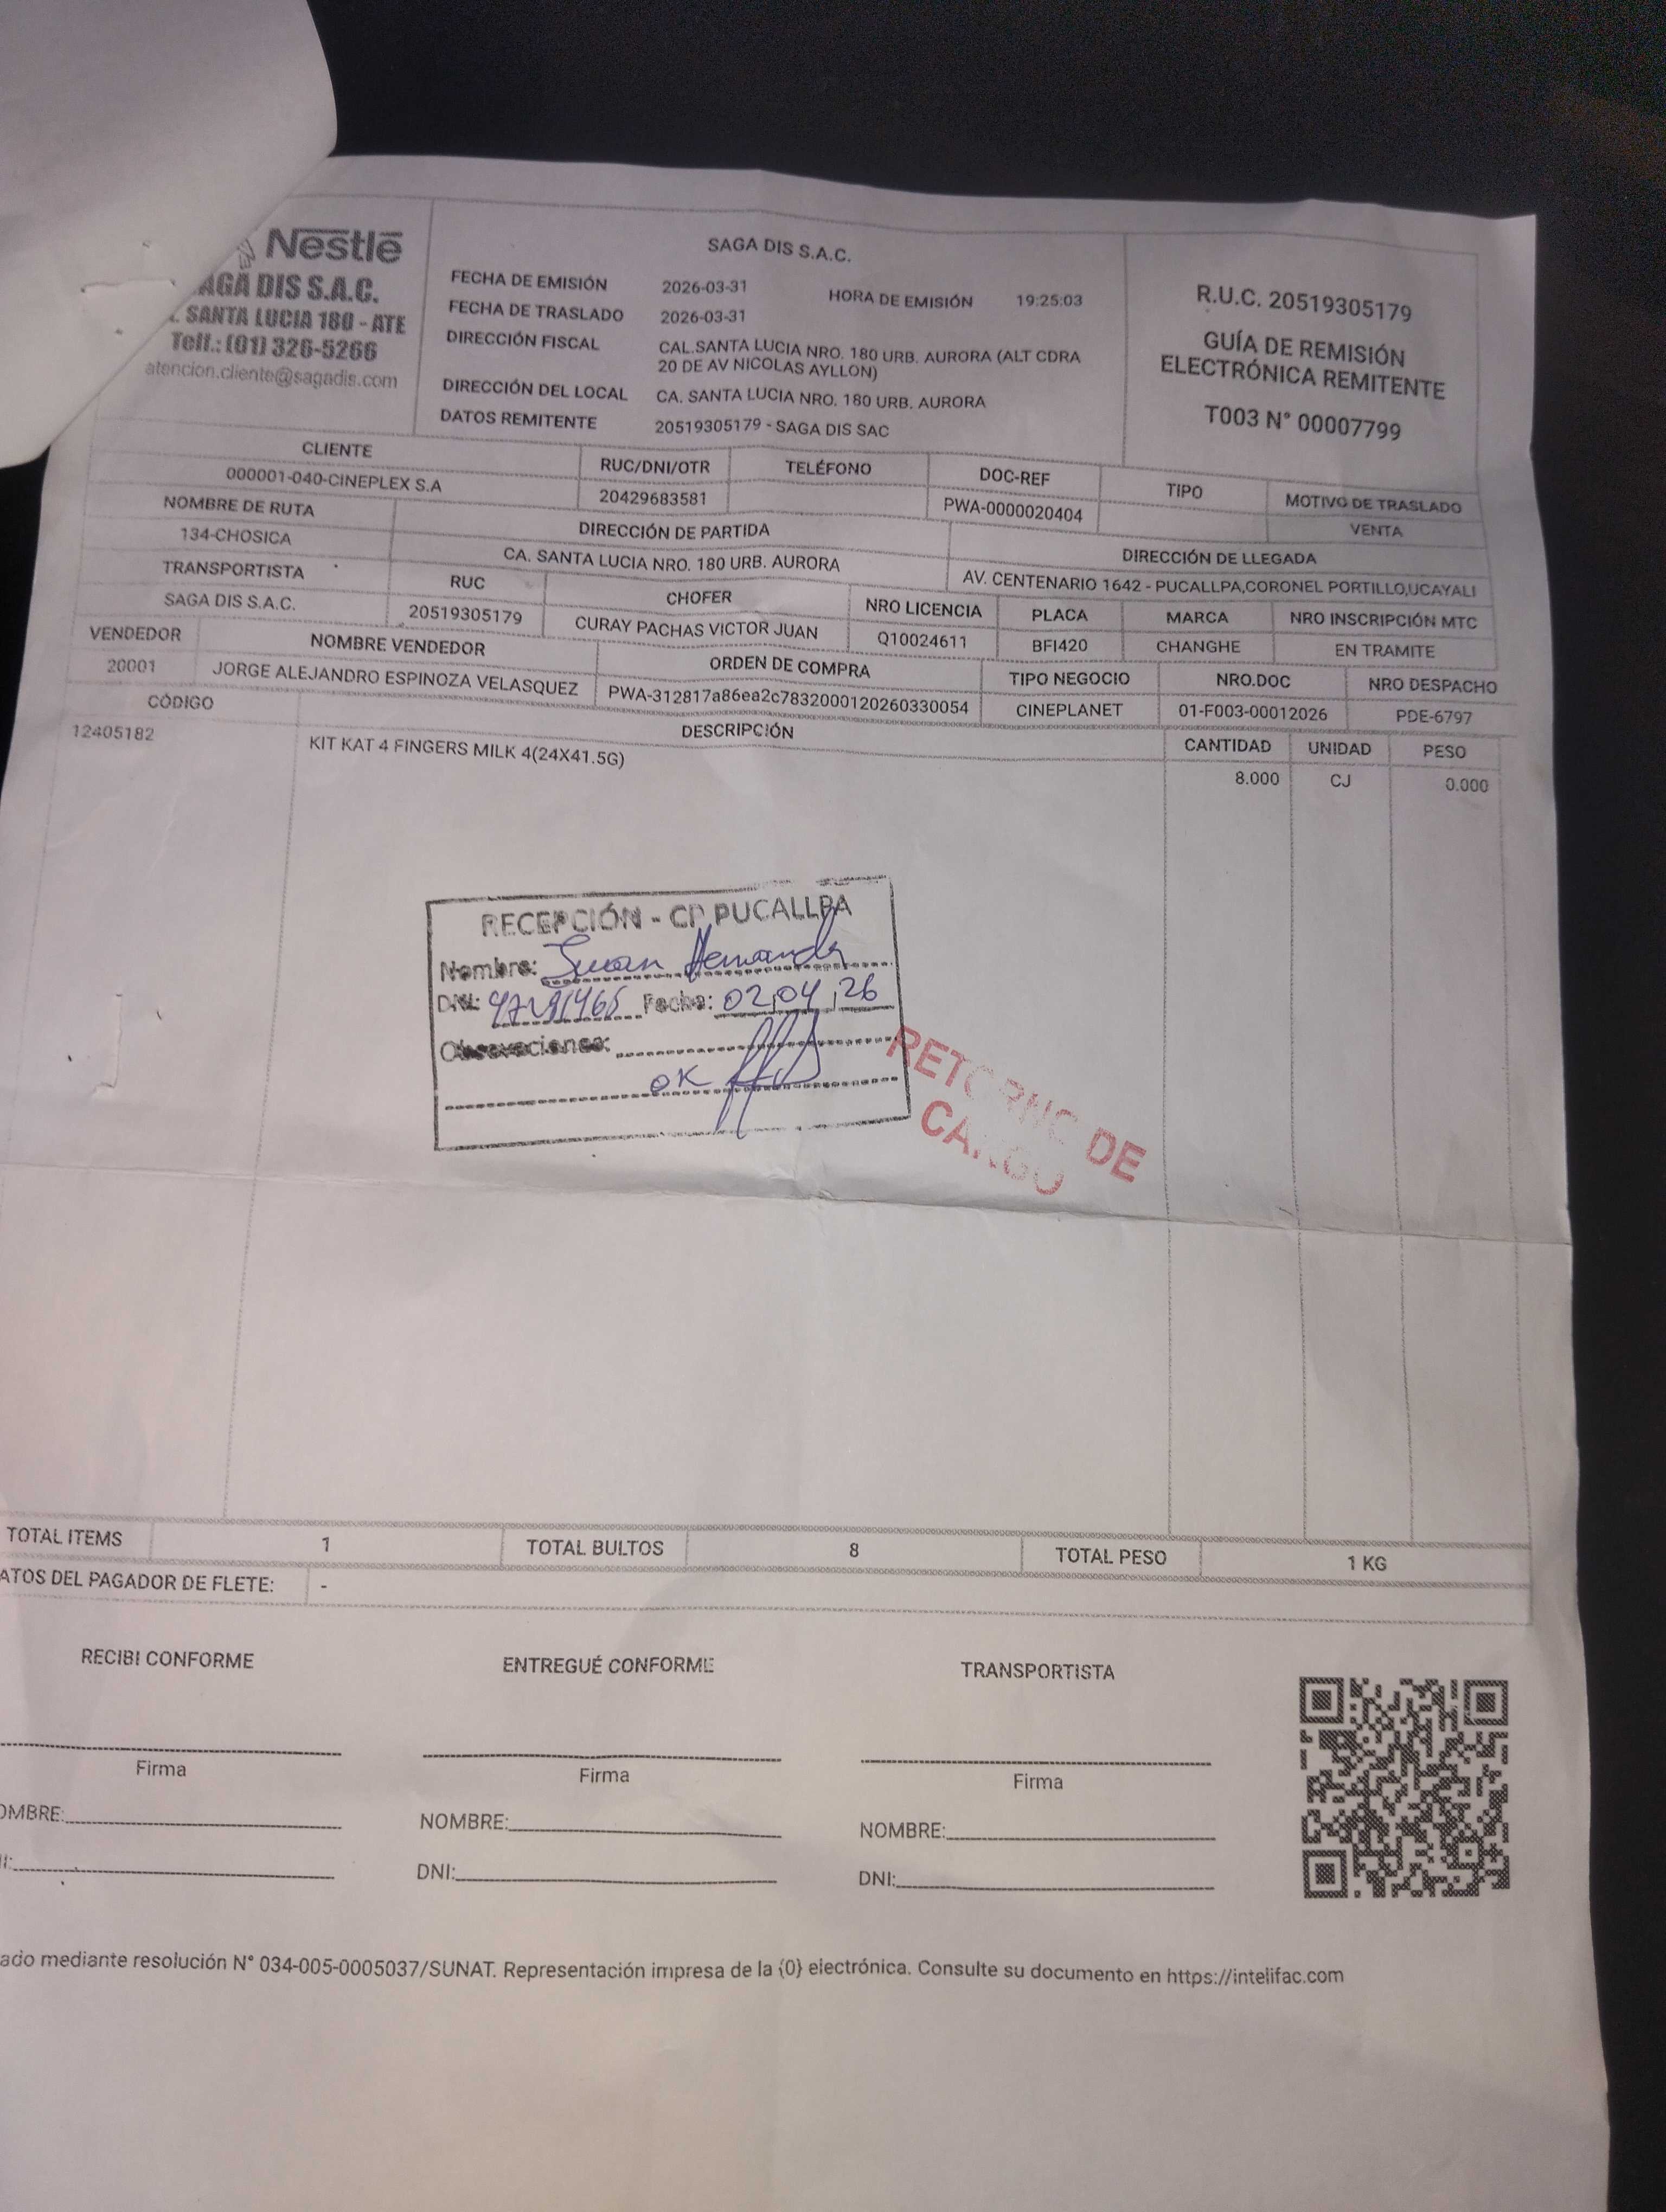 Nestlé
AGA DIS S.A.C.
. SANTA LUCIA 180 - ATE
Telf.: (01) 326-5266
atencion.cliente@sagadis.com
SAGA DIS S.A.C.
FECHA DE EMISIÓN 2026-03-31 HORA DE EMISIÓN 19:25:03
FECHA DE TRASLADO 2026-03-31
DIRECCIÓN FISCAL CAL.SANTA LUCIA NRO. 180 URB. AURORA (ALT CDRA
20 DE AV NICOLAS AYLLON)
DIRECCIÓN DEL LOCAL CA. SANTA LUCIA NRO. 180 URB. AURORA
DATOS REMITENTE 20519305179 - SAGA DIS SAC
R.U.C. 20519305179
GUÍA DE REMISIÓN
ELECTRÓNICA REMITENTE
T003 N° 00007799
CLIENTE RUC/DNI/OTR TELÉFONO DOC-REF TIPO MOTIVO DE TRASLADO
000001-040-CINEPLEX S.A 20429683581 PWA-0000020404 VENTA
NOMBRE DE RUTA DIRECCIÓN DE PARTIDA DIRECCIÓN DE LLEGADA
134-CHOSICA CA. SANTA LUCIA NRO. 180 URB. AURORA AV. CENTENARIO 1642 - PUCALLPA,CORONEL PORTILLO,UCAYALI
TRANSPORTISTA RUC CHOFER NRO LICENCIA PLACA MARCA NRO INSCRIPCIÓN MTC
SAGA DIS S.A.C. 20519305179 CURAY PACHAS VICTOR JUAN Q10024611 BFI420 CHANGHE EN TRAMITE
VENDEDOR NOMBRE VENDEDOR ORDEN DE COMPRA TIPO NEGOCIO NRO.DOC NRO DESPACHO
20001 JORGE ALEJANDRO ESPINOZA VELASQUEZ PWA-312817a86ea2c7832000120260330054 CINEPLANET 01-F003-00012026 PDE-6797
CÓDIGO DESCRIPCIÓN CANTIDAD UNIDAD PESO
12405182 KIT KAT 4 FINGERS MILK 4(24X41.5G) 8.000 CJ 0.000
RECEPCIÓN - CP PUCALLPA
Nombre:
DNI: Fecha: 02,04,26
Observaciones:
OK
RETORNO DE
CARGO
TOTAL ITEMS 1 TOTAL BULTOS 8 TOTAL PESO 1 KG
ATOS DEL PAGADOR DE FLETE: -
RECIBI CONFORME ENTREGUÉ CONFORME TRANSPORTISTA
Firma Firma Firma
OMBRE: NOMBRE: NOMBRE:
I: DNI: DNI:
ado mediante resolución N° 034-005-0005037/SUNAT. Representación impresa de la {0} electrónica. Consulte su documento en https://intelifac.com